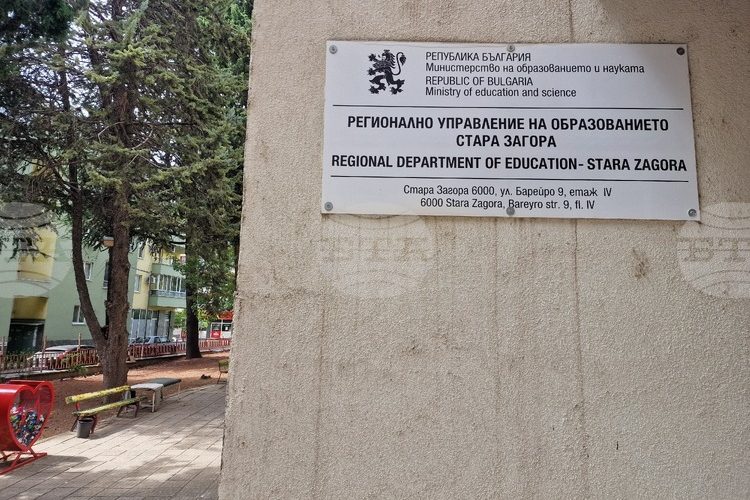 РЕПУБЛИКА БЪЛГАРИЯ
Министерство на образованието и науката
REPUBLIC OF BULGARIA
Ministry of education and science
РЕГИОНАЛНО УПРАВЛЕНИЕ НА ОБРАЗОВАНИЕТО
СТАРА ЗАГОРА
REGIONAL DEPARTMENT OF EDUCATION- STARA ZAGORA
Стара Загора 6000, ул. Барейро 9, етаж IV
6000 Stara Zagora, Bareyro str. 9, fl. IV
БТА